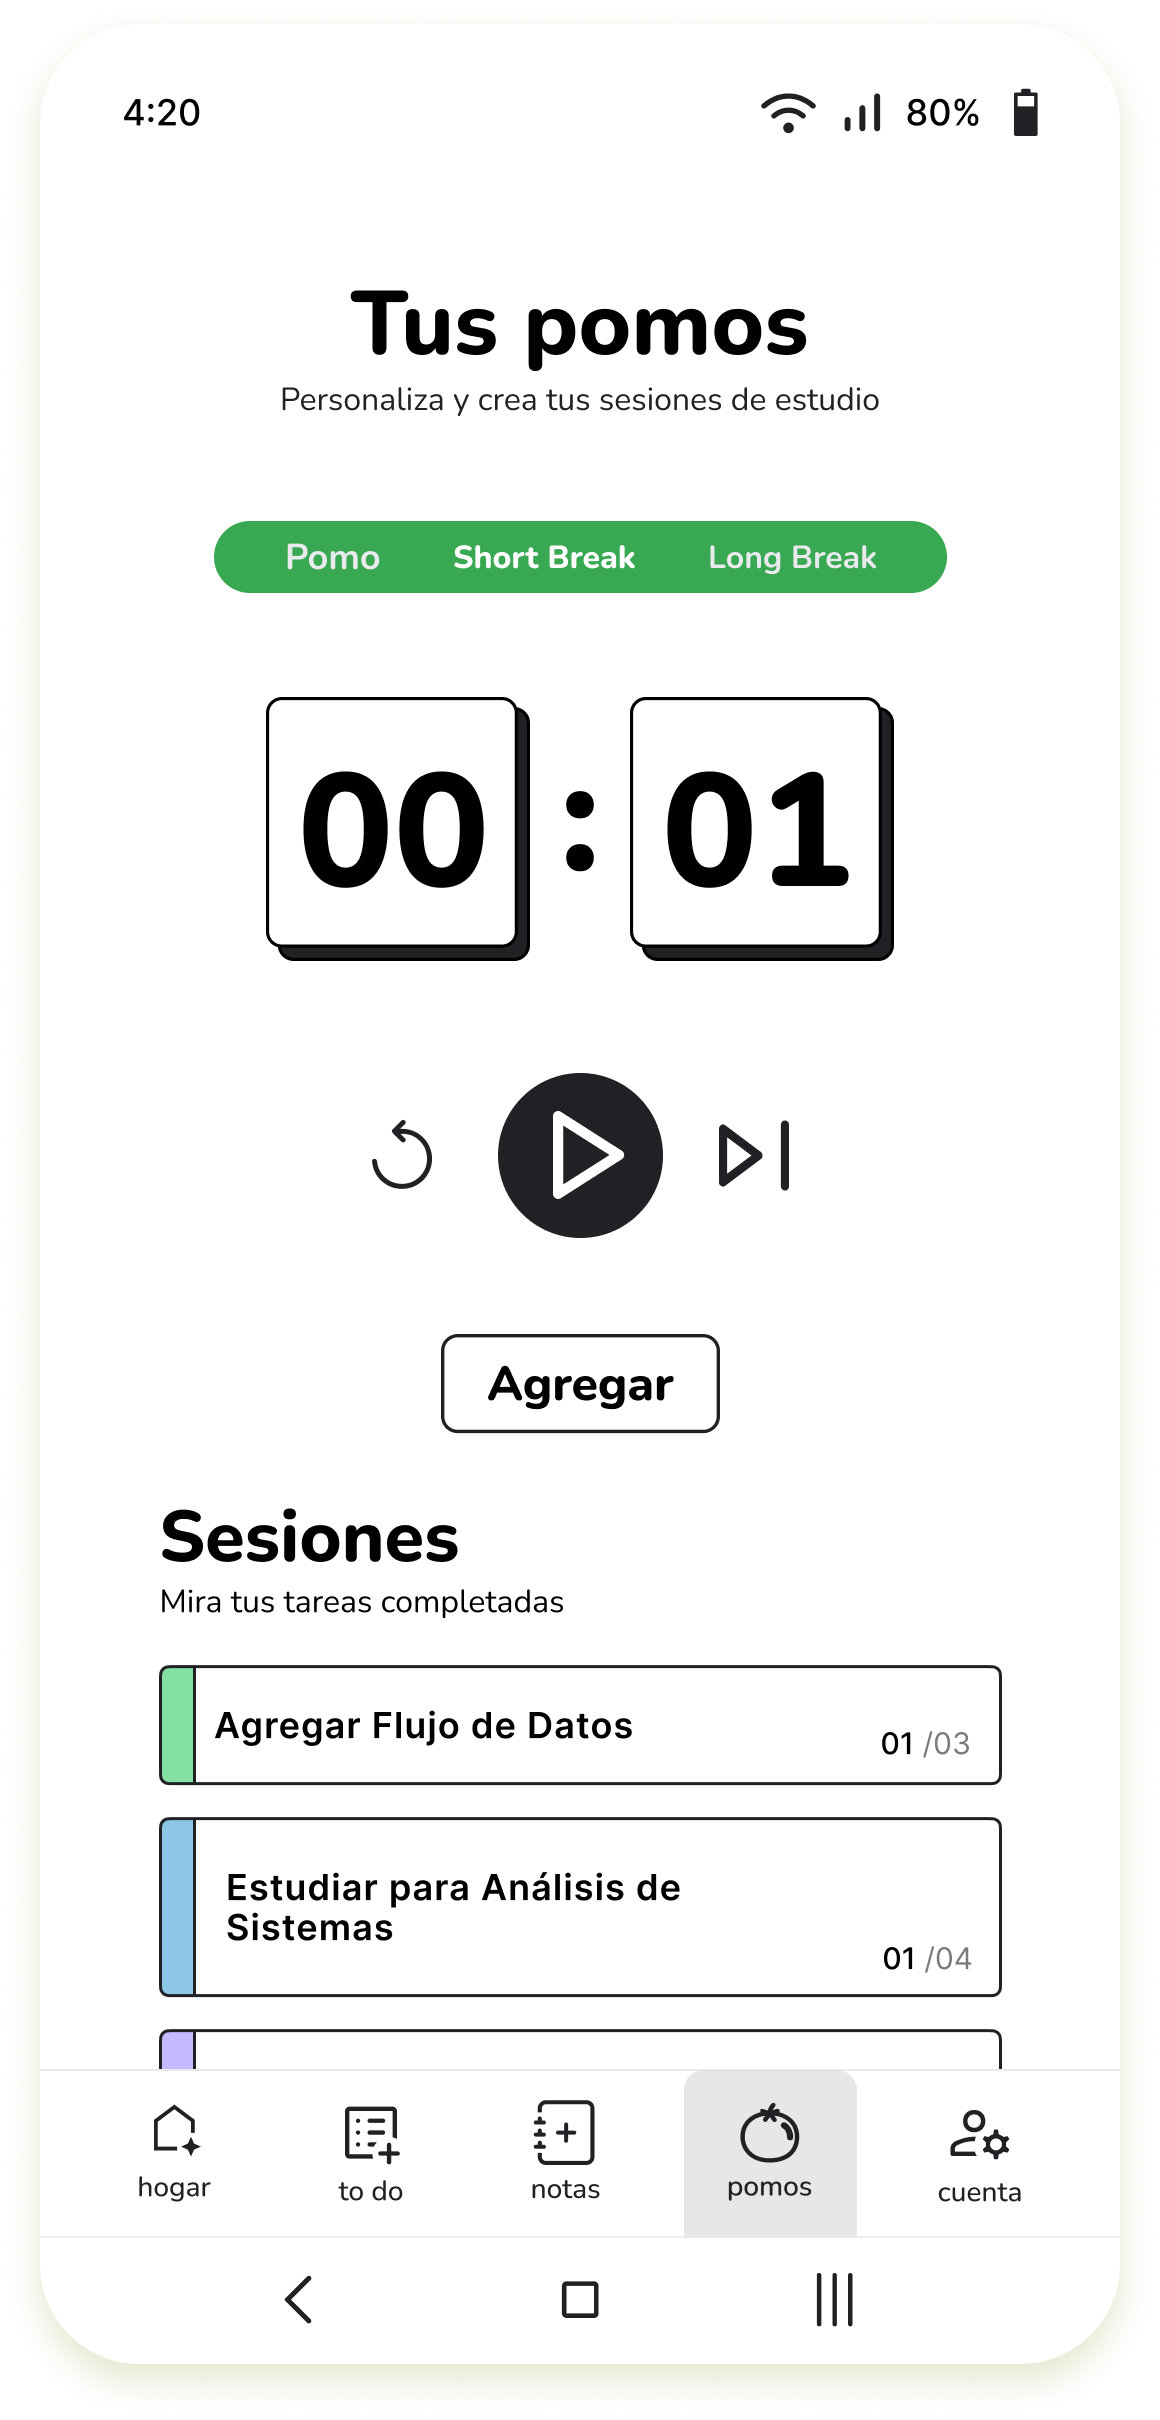 4:20
80%
Tus pomos
Personaliza y crea tus sesiones de estudio
Pomo Short Break Long Break
00 : 01
Agregar
Sesiones
Mira tus tareas completadas
Agregar Flujo de Datos
01 /03
Estudiar para Análisis de
Sistemas
01 /04
hogar to do notas pomos cuenta